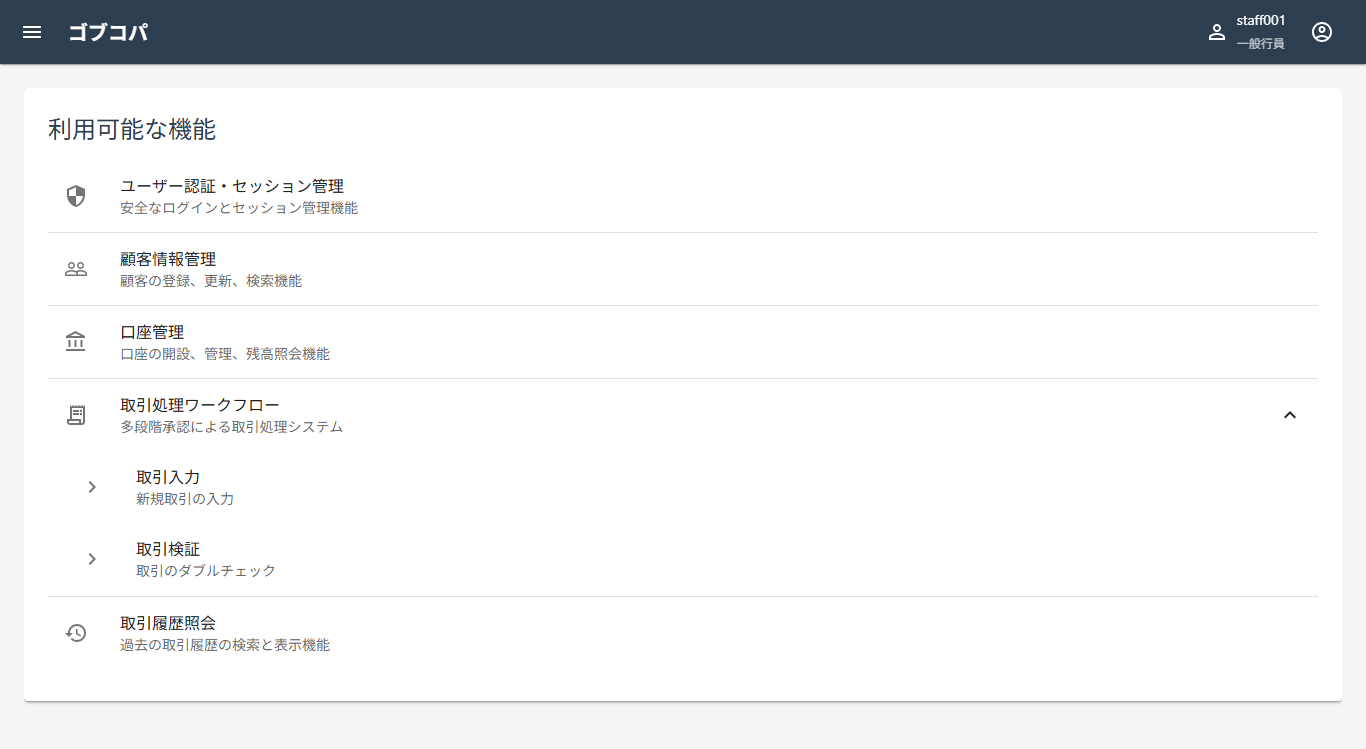 ゴブコパ
staff001
一般行員
利用可能な機能
ユーザー認証・セッション管理
安全なログインとセッション管理機能
顧客情報管理
顧客の登録、更新、検索機能
口座管理
口座の開設、管理、残高照会機能
取引処理ワークフロー
多段階承認による取引処理システム
取引入力
新規取引の入力
取引検証
取引のダブルチェック
取引履歴照会
過去の取引履歴の検索と表示機能